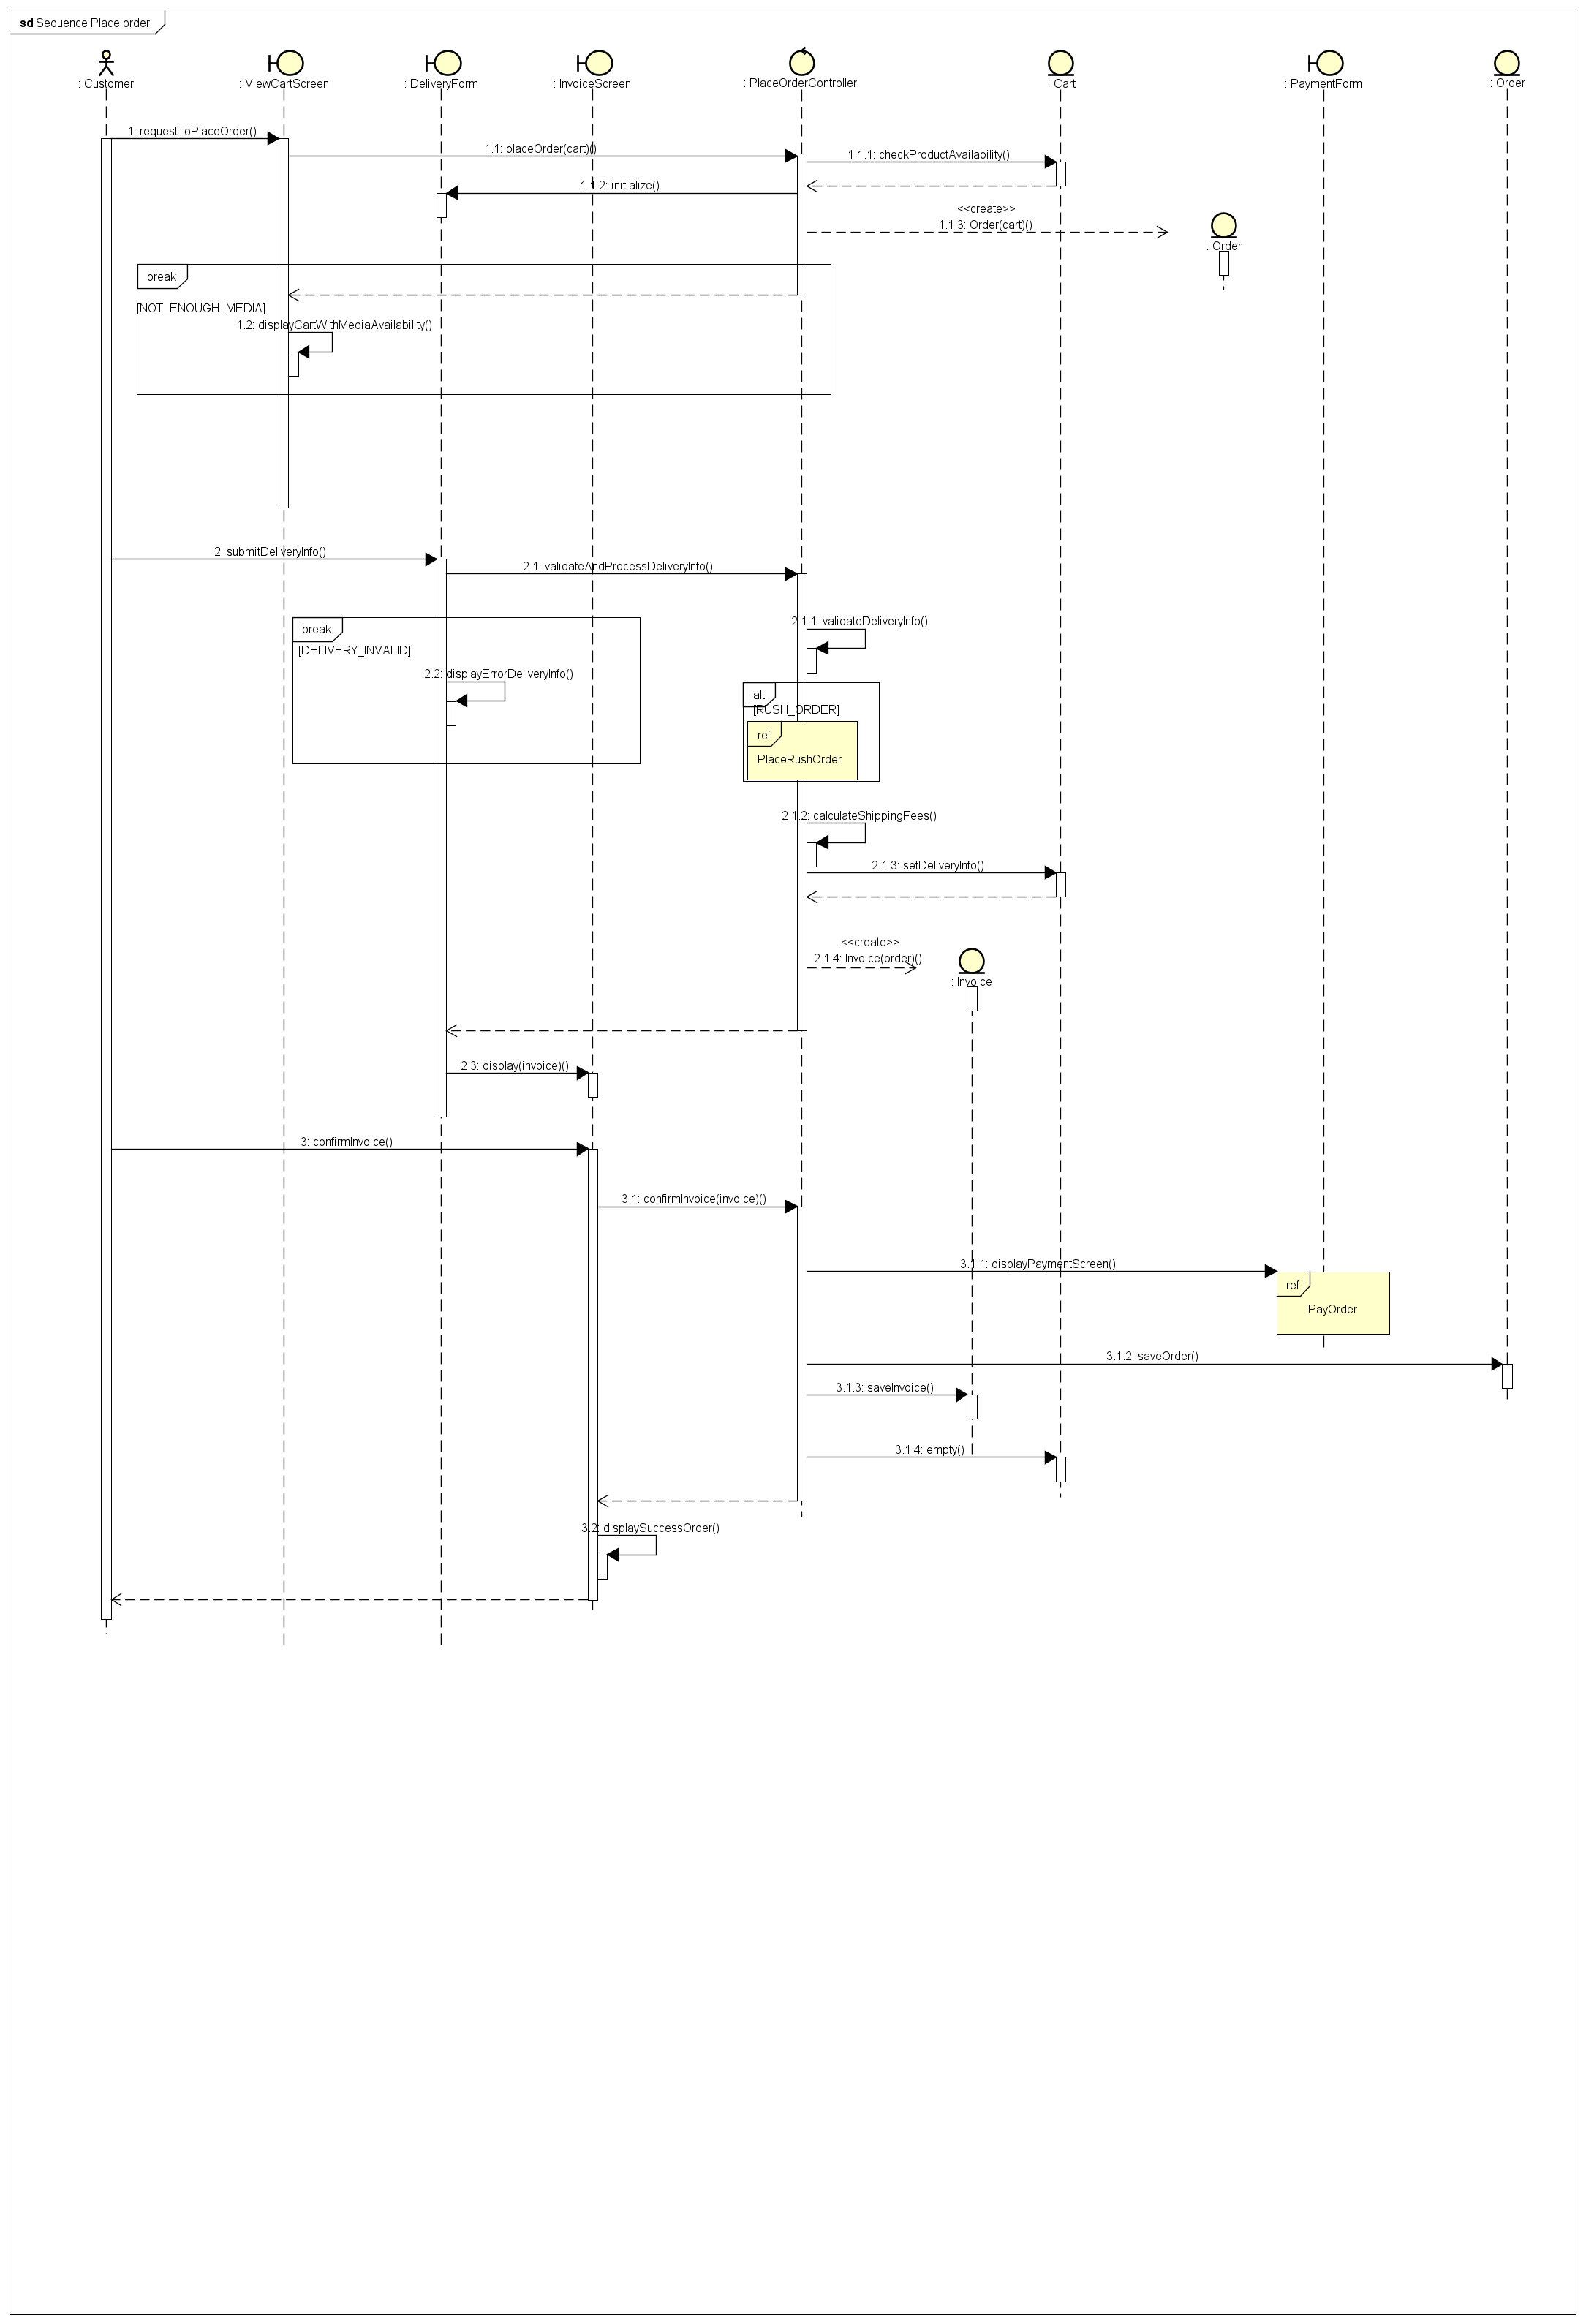 sd Sequence Place order
: Customer
: ViewCartScreen
: DeliveryForm
: InvoiceScreen
: PlaceOrderController
: Cart
: PaymentForm
: Order
1: requestToPlaceOrder()
1.1: placeOrder(cart)()
1.1.1: checkProductAvailability()
1.1.2: initialize()
<<create>>
1.1.3: Order(cart)()
: Order
break
[NOT_ENOUGH_MEDIA]
1.2: displayCartWithMediaAvailability()
2: submitDeliveryInfo()
2.1: validateAndProcessDeliveryInfo()
2.1.1: validateDeliveryInfo()
break
[DELIVERY_INVALID]
2.2: displayErrorDeliveryInfo()
alt
[RUSH_ORDER]
ref
PlaceRushOrder
2.1.2: calculateShippingFees()
2.1.3: setDeliveryInfo()
<<create>>
2.1.4: Invoice(order)()
: Invoice
2.3: display(invoice)()
3: confirmInvoice()
3.1: confirmInvoice(invoice)()
3.1.1: displayPaymentScreen()
ref
PayOrder
3.1.2: saveOrder()
3.1.3: saveInvoice()
3.1.4: empty()
3.2: displaySuccessOrder()